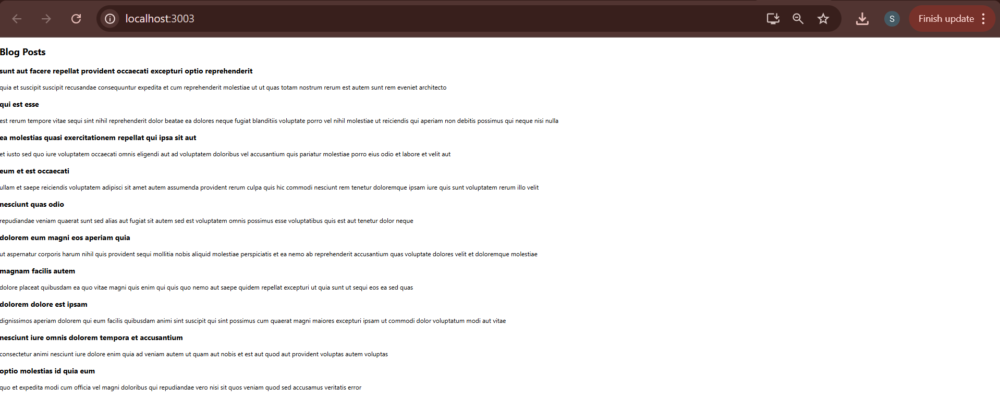 localhost:3003
S
Finish update
Blog Posts
sunt aut facere repellat provident occaecati excepturi optio reprehenderit
quia et suscipit suscipit recusandae consequuntur expedita et cum reprehenderit molestiae ut ut quas totam nostrum rerum est autem sunt rem eveniet architecto
qui est esse
est rerum tempore vitae sequi sint nihil reprehenderit dolor beatae ea dolores neque fugiat blanditiis voluptate porro vel nihil molestiae ut reiciendis qui aperiam non debitis possimus qui neque nisi nulla
ea molestias quasi exercitationem repellat qui ipsa sit aut
et iusto sed quo iure voluptatem occaecati omnis eligendi aut ad voluptatem doloribus vel accusantium quis pariatur molestiae porro eius odio et labore et velit aut
eum et est occaecati
ullam et saepe reiciendis voluptatem adipisci sit amet autem assumenda provident rerum culpa quis hic commodi nesciunt rem tenetur doloremque ipsam iure quis sunt voluptatem rerum illo velit
nesciunt quas odio
repudiandae veniam quaerat sunt sed alias aut fugiat sit autem sed est voluptatem omnis possimus esse voluptatibus quis est aut tenetur dolor neque
dolorem eum magni eos aperiam quia
ut aspernatur corporis harum nihil quis provident sequi mollitia nobis aliquid molestiae perspiciatis et ea nemo ab reprehenderit accusantium quas voluptate dolores velit et doloremque molestiae
magnam facilis autem
dolore placeat quibusdam ea quo vitae magni quis enim qui quis quo nemo aut saepe quidem repellat excepturi ut quia sunt ut sequi eos ea sed quas
dolorem dolore est ipsam
dignissimos aperiam dolorem qui eum facilis quibusdam animi sint suscipit qui sint possimus cum quaerat magni maiores excepturi ipsam ut commodi dolor voluptatum modi aut vitae
nesciunt iure omnis dolorem tempora et accusantium
consectetur animi nesciunt iure dolore enim quia ad veniam autem ut quam aut nobis et est aut quod aut provident voluptas autem voluptas
optio molestias id quia eum
quo et expedita modi cum officia vel magni doloribus qui repudiandae vero nisi sit quos veniam quod sed accusamus veritatis error